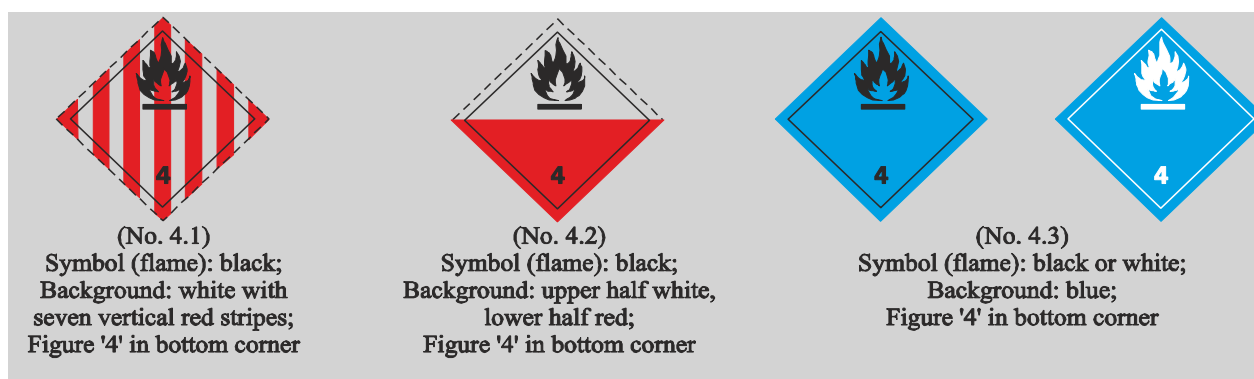 4
4
4
4
(No. 4.1)
Symbol (flame): black;
Background: white with
seven vertical red stripes;
Figure '4' in bottom corner
(No. 4.2)
Symbol (flame): black;
Background: upper half white,
lower half red;
Figure '4' in bottom corner
(No. 4.3)
Symbol (flame): black or white;
Background: blue;
Figure '4' in bottom corner